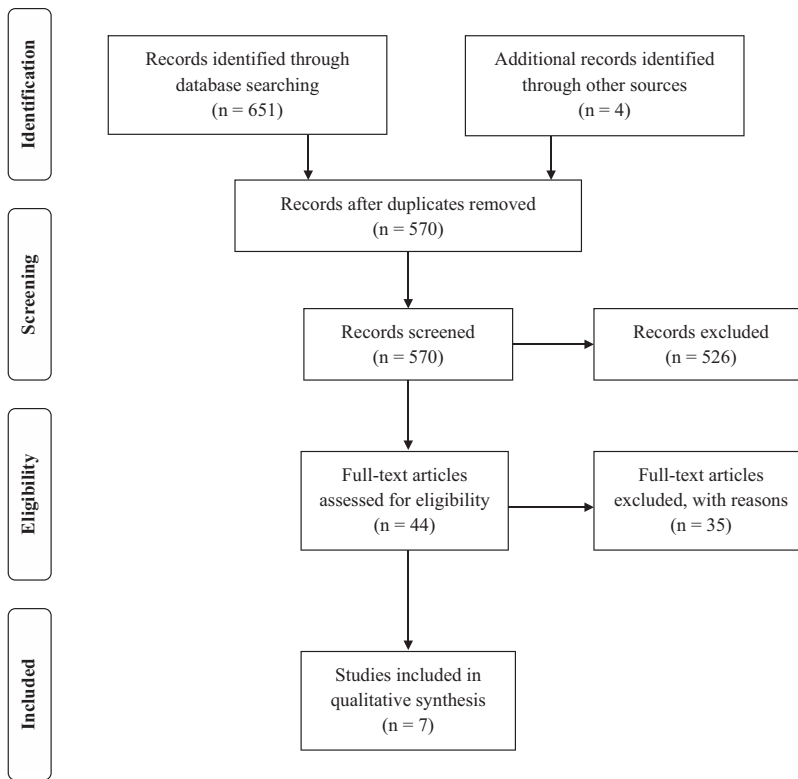 Identification
Records identified through
database searching
(n = 651)
Additional records identified
through other sources
(n = 4)
Records after duplicates removed
(n = 570)
Screening
Records screened
(n = 570)
Records excluded
(n = 526)
Eligibility
Full-text articles
assessed for eligibility
(n = 44)
Full-text articles
excluded, with reasons
(n = 35)
Included
Studies included in
qualitative synthesis
(n = 7)